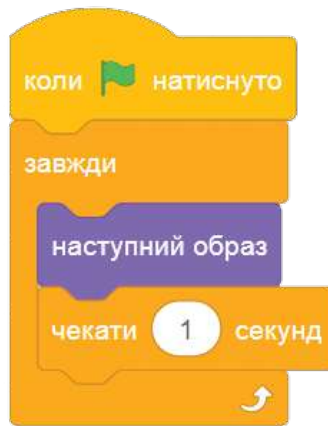 коли натиснуто
завжди
наступний образ
чекати 1 секунд